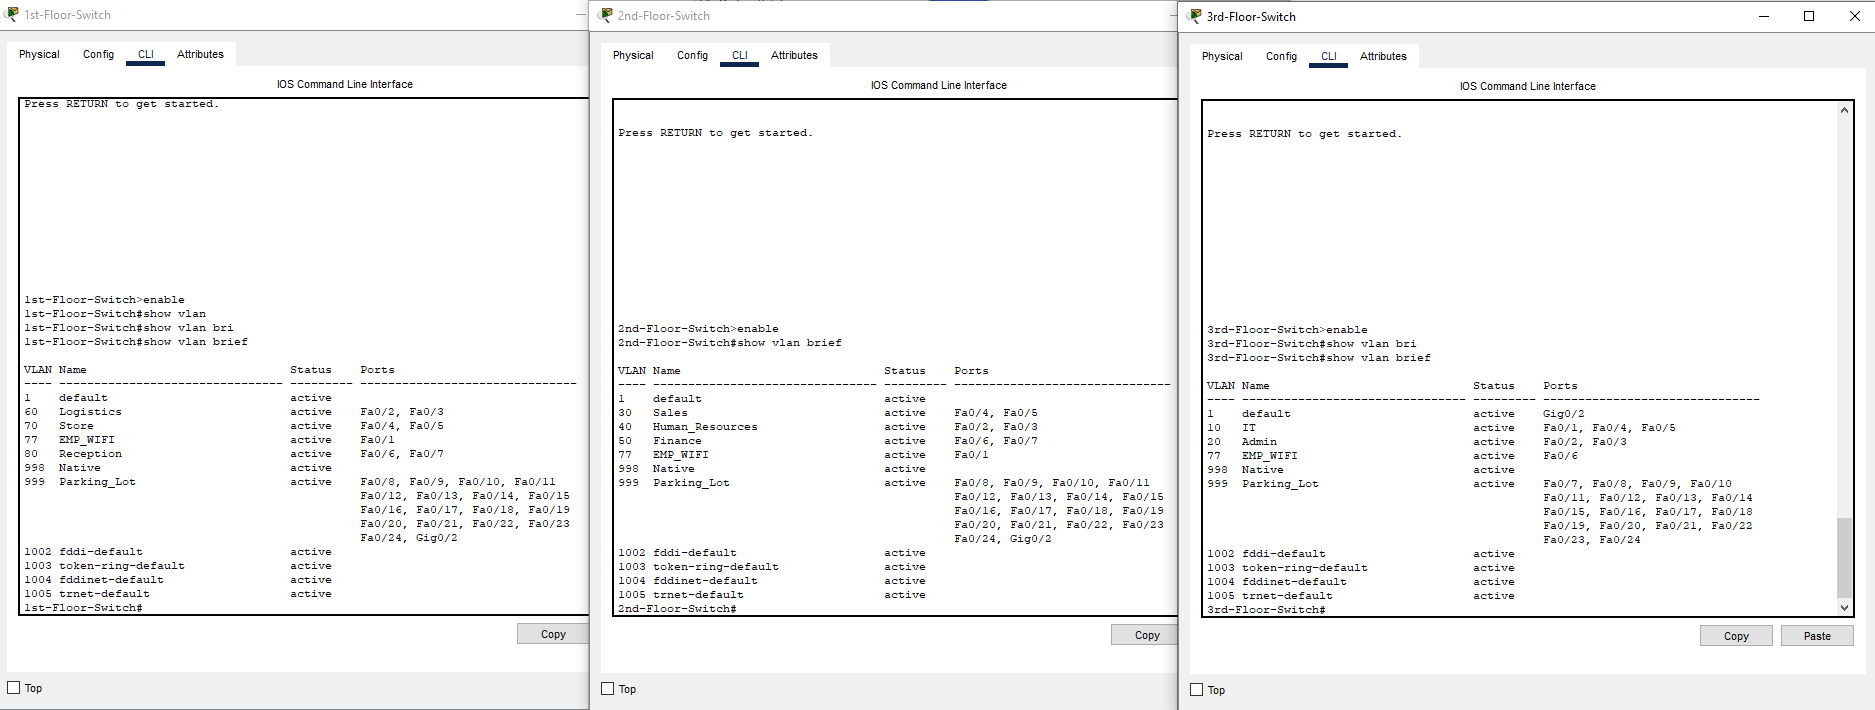 1st-Floor-Switch
Physical Config CLI Attributes
IOS Command Line Interface
Press RETURN to get started.
1st-Floor-Switch>enable
1st-Floor-Switch#show vlan
1st-Floor-Switch#show vlan bri
1st-Floor-Switch#show vlan brief
VLAN Name Status Ports
---- -------------------------------- --------- -------------------------------
1 default active
60 Logistics active Fa0/2, Fa0/3
70 Store active Fa0/4, Fa0/5
77 EMP_WIFI active Fa0/1
80 Reception active Fa0/6, Fa0/7
998 Native active
999 Parking_Lot active Fa0/8, Fa0/9, Fa0/10, Fa0/11
Fa0/12, Fa0/13, Fa0/14, Fa0/15
Fa0/16, Fa0/17, Fa0/18, Fa0/19
Fa0/20, Fa0/21, Fa0/22, Fa0/23
Fa0/24, Gig0/2
1002 fddi-default active
1003 token-ring-default active
1004 fddinet-default active
1005 trnet-default active
1st-Floor-Switch#
Copy
Top
2nd-Floor-Switch
Physical Config CLI Attributes
IOS Command Line Interface
Press RETURN to get started.
2nd-Floor-Switch>enable
2nd-Floor-Switch#show vlan brief
VLAN Name Status Ports
---- -------------------------------- --------- -------------------------------
1 default active
30 Sales active Fa0/4, Fa0/5
40 Human_Resources active Fa0/2, Fa0/3
50 Finance active Fa0/6, Fa0/7
77 EMP_WIFI active Fa0/1
998 Native active
999 Parking_Lot active Fa0/8, Fa0/9, Fa0/10, Fa0/11
Fa0/12, Fa0/13, Fa0/14, Fa0/15
Fa0/16, Fa0/17, Fa0/18, Fa0/19
Fa0/20, Fa0/21, Fa0/22, Fa0/23
Fa0/24, Gig0/2
1002 fddi-default active
1003 token-ring-default active
1004 fddinet-default active
1005 trnet-default active
2nd-Floor-Switch#
Copy
Top
3rd-Floor-Switch
Physical Config CLI Attributes
IOS Command Line Interface
Press RETURN to get started.
3rd-Floor-Switch>enable
3rd-Floor-Switch#show vlan bri
3rd-Floor-Switch#show vlan brief
VLAN Name Status Ports
---- -------------------------------- --------- -------------------------------
1 default active Gig0/2
10 IT active Fa0/1, Fa0/4, Fa0/5
20 Admin active Fa0/2, Fa0/3
77 EMP_WIFI active Fa0/6
998 Native active
999 Parking_Lot active Fa0/7, Fa0/8, Fa0/9, Fa0/10
Fa0/11, Fa0/12, Fa0/13, Fa0/14
Fa0/15, Fa0/16, Fa0/17, Fa0/18
Fa0/19, Fa0/20, Fa0/21, Fa0/22
Fa0/23, Fa0/24
1002 fddi-default active
1003 token-ring-default active
1004 fddinet-default active
1005 trnet-default active
3rd-Floor-Switch#
Copy Paste
Top